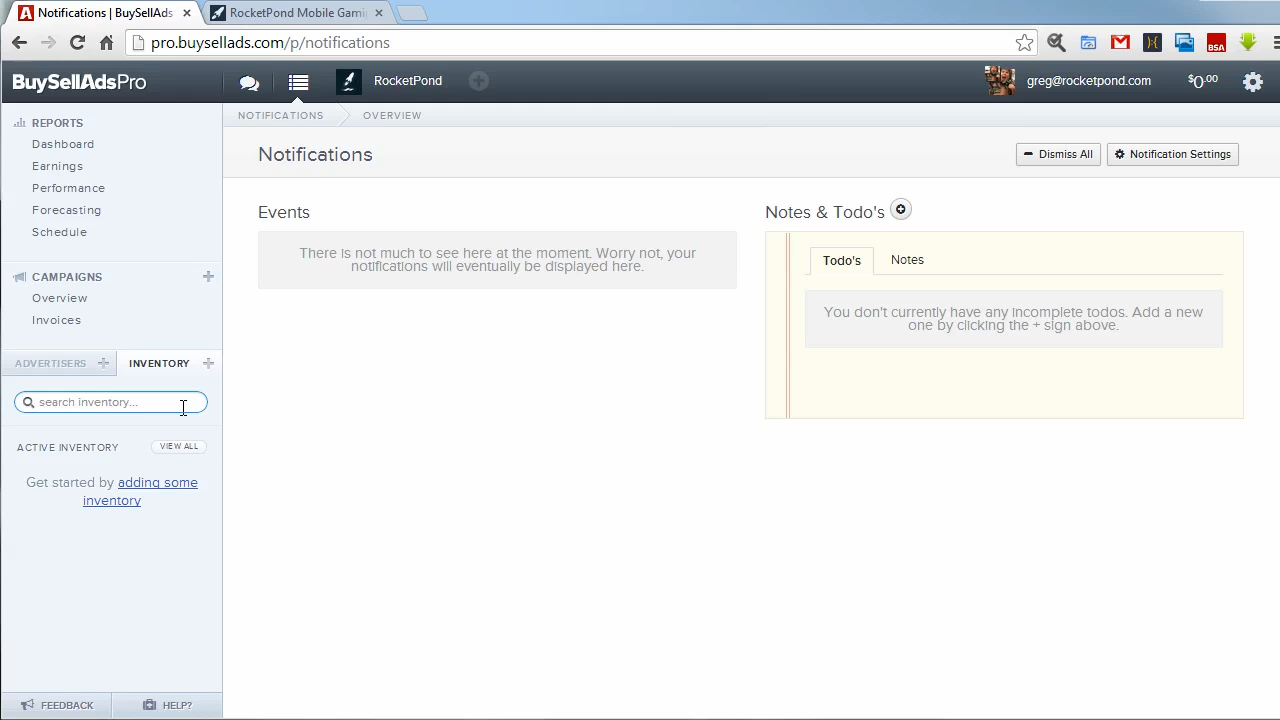 Notifications | BuySellAds
RocketPond Mobile Gami
pro.buysellads.com/p/notifications
BSA
BuySellAdsPro
RocketPond
greg@rocketpond.com
$0.00
REPORTS
Dashboard
Earnings
Performance
Forecasting
Schedule
CAMPAIGNS
Overview
Invoices
ADVERTISERS
INVENTORY
search inventory...
ACTIVE INVENTORY
VIEW ALL
Get started by adding some
inventory
FEEDBACK
HELP?
NOTIFICATIONS
OVERVIEW
Notifications
Dismiss All
Notification Settings
Events
There is not much to see here at the moment. Worry not, your
notifications will eventually be displayed here.
Notes & Todo's
Todo's
Notes
You don't currently have any incomplete todos. Add a new
one by clicking the + sign above.